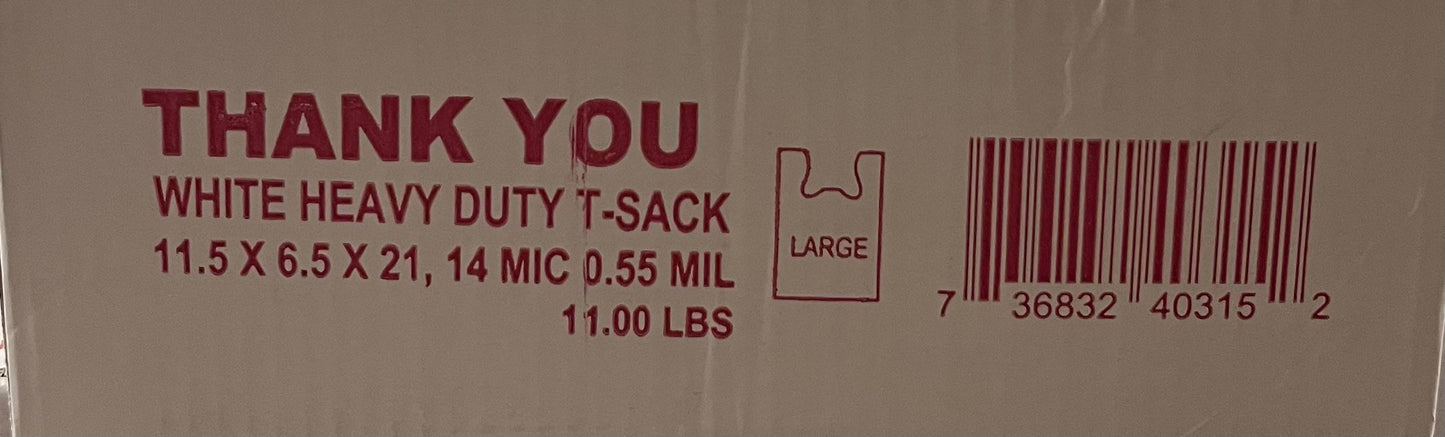 THANK YOU
WHITE HEAVY DUTY T-SACK
11.5 X 6.5 X 21, 14 MIC 0.55 MIL
11.00 LBS
LARGE
7 36832 40315 2